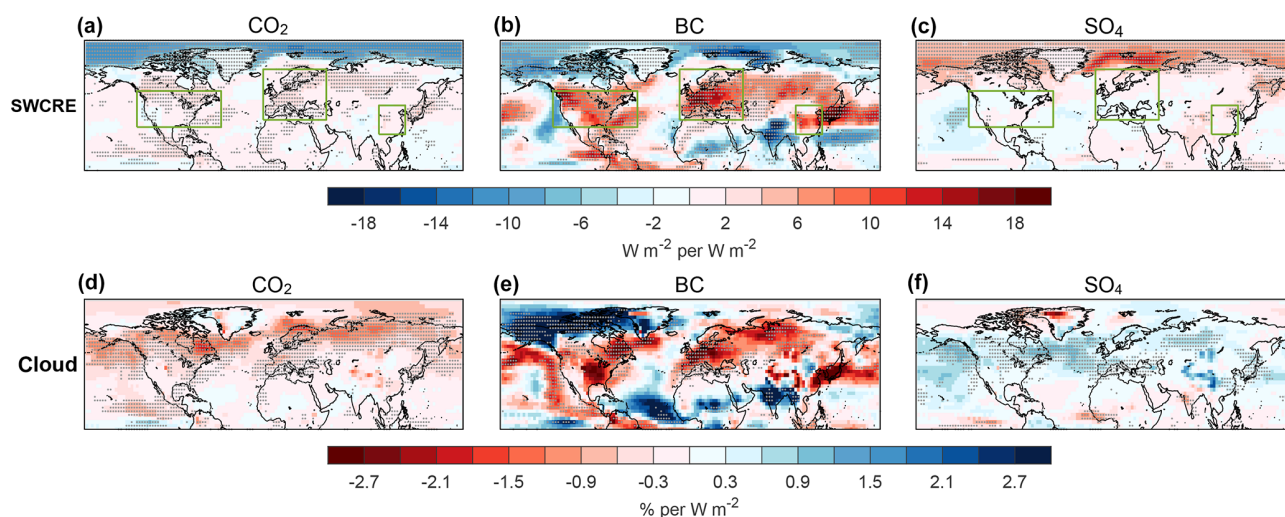 (a) CO₂ (b) BC (c) SO₄
SWCRE
-18 -14 -10 -6 -2 2 6 10 14 18
W m⁻² per W m⁻²
(d) CO₂ (e) BC (f) SO₄
Cloud
-2.7 -2.1 -1.5 -0.9 -0.3 0.3 0.9 1.5 2.1 2.7
% per W m⁻²